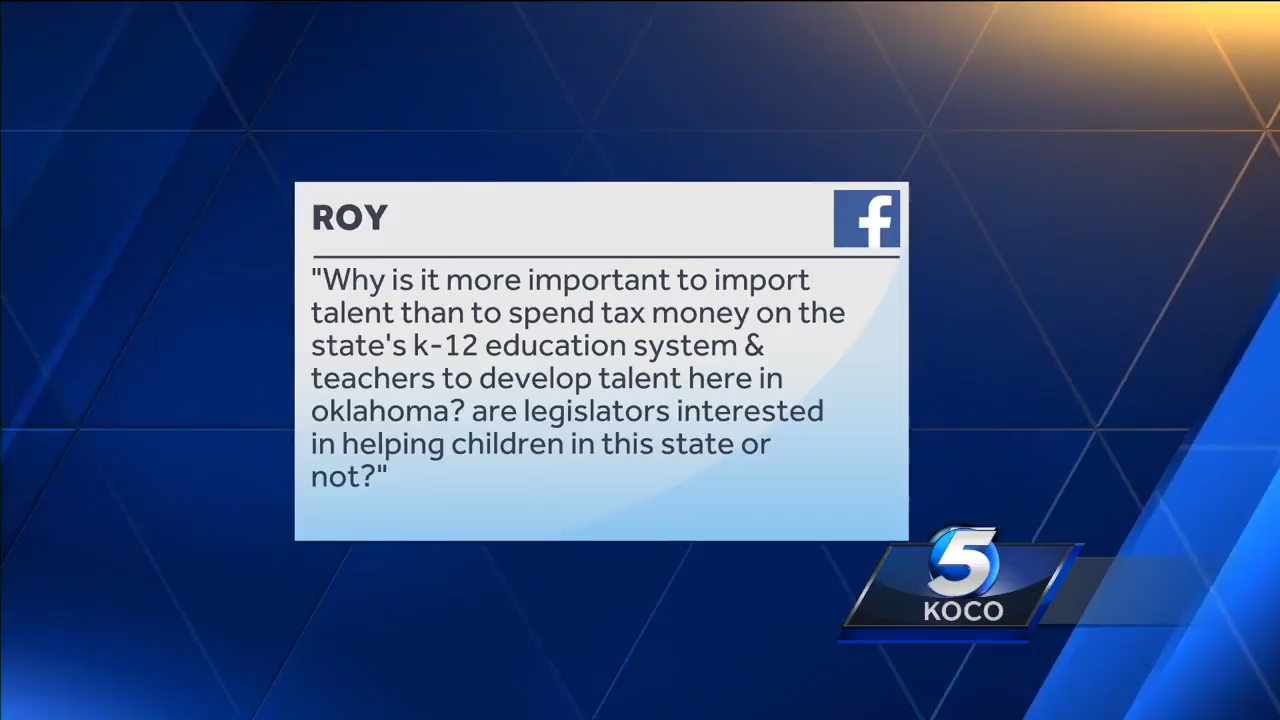 ROY
f
"Why is it more important to import
talent than to spend tax money on the
state's k-12 education system &
teachers to develop talent here in
oklahoma? are legislators interested
in helping children in this state or
not?"
5
KOCO